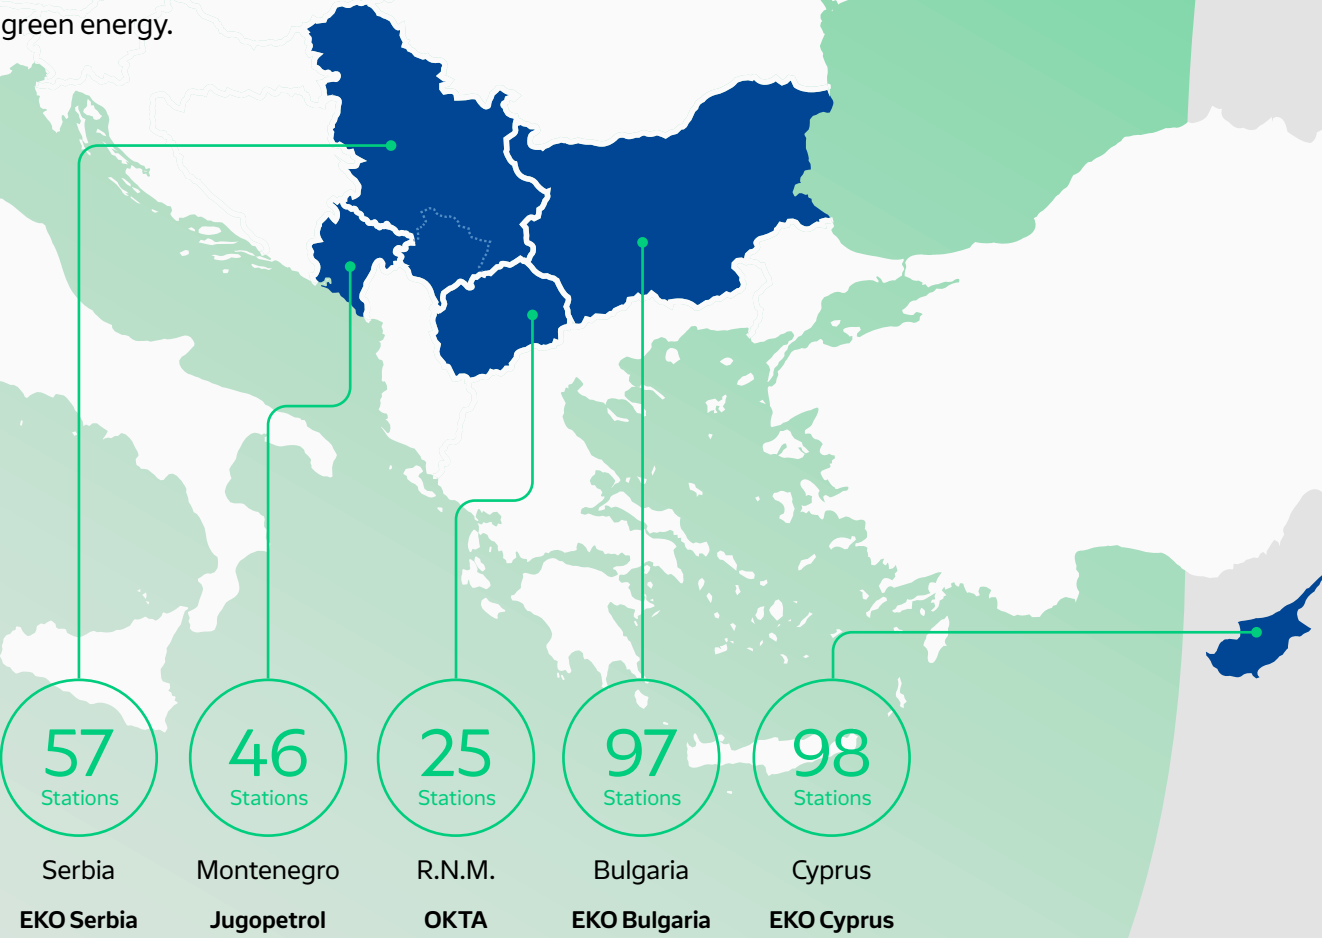 green energy.
57
Stations
Serbia
EKO Serbia
46
Stations
Montenegro
Jugopetrol
25
Stations
R.N.M.
OKTA
97
Stations
Bulgaria
EKO Bulgaria
98
Stations
Cyprus
EKO Cyprus